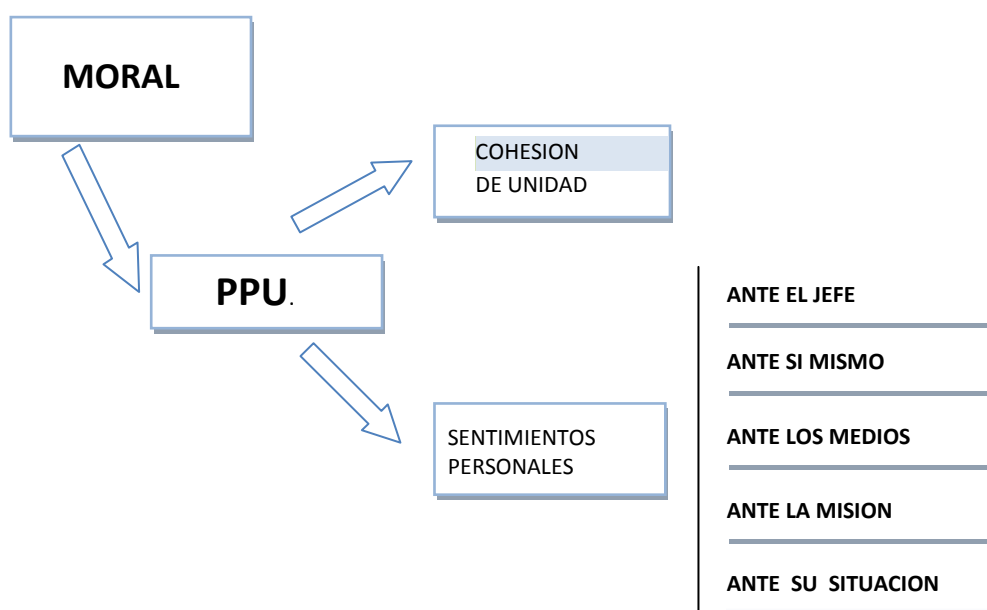 MORAL
COHESION
DE UNIDAD
PPU.
SENTIMIENTOS
PERSONALES
ANTE EL JEFE
ANTE SI MISMO
ANTE LOS MEDIOS
ANTE LA MISION
ANTE SU SITUACION